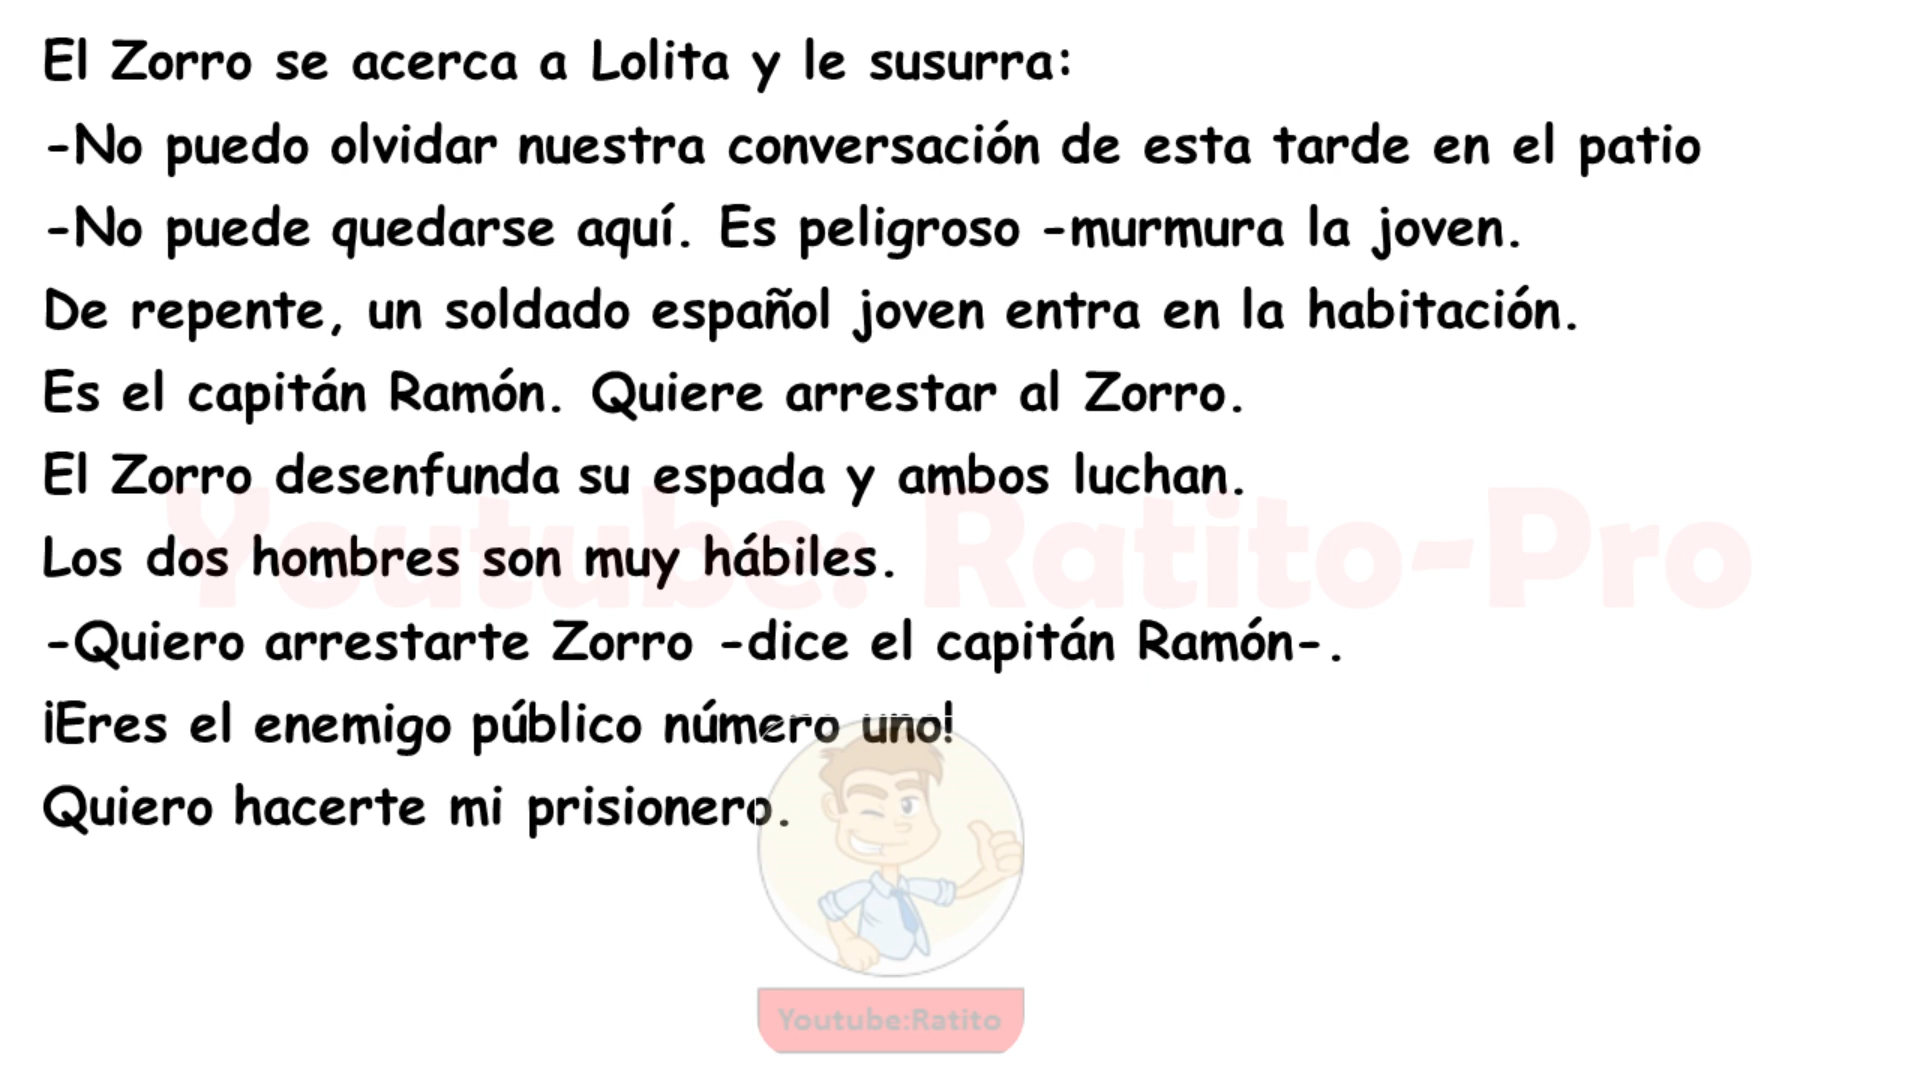 El Zorro se acerca a Lolita y le susurra:
-No puedo olvidar nuestra conversación de esta tarde en el patio
-No puede quedarse aquí. Es peligroso -murmura la joven.
De repente, un soldado español joven entra en la habitación.
Es el capitán Ramón. Quiere arrestar al Zorro.
El Zorro desenfunda su espada y ambos luchan.
Youtube: Ratito-Pro
Los dos hombres son muy hábiles.
-Quiero arrestarte Zorro -dice el capitán Ramón-.
¡Eres el enemigo público número uno!
Quiero hacerte mi prisionero.
Youtube:Ratito